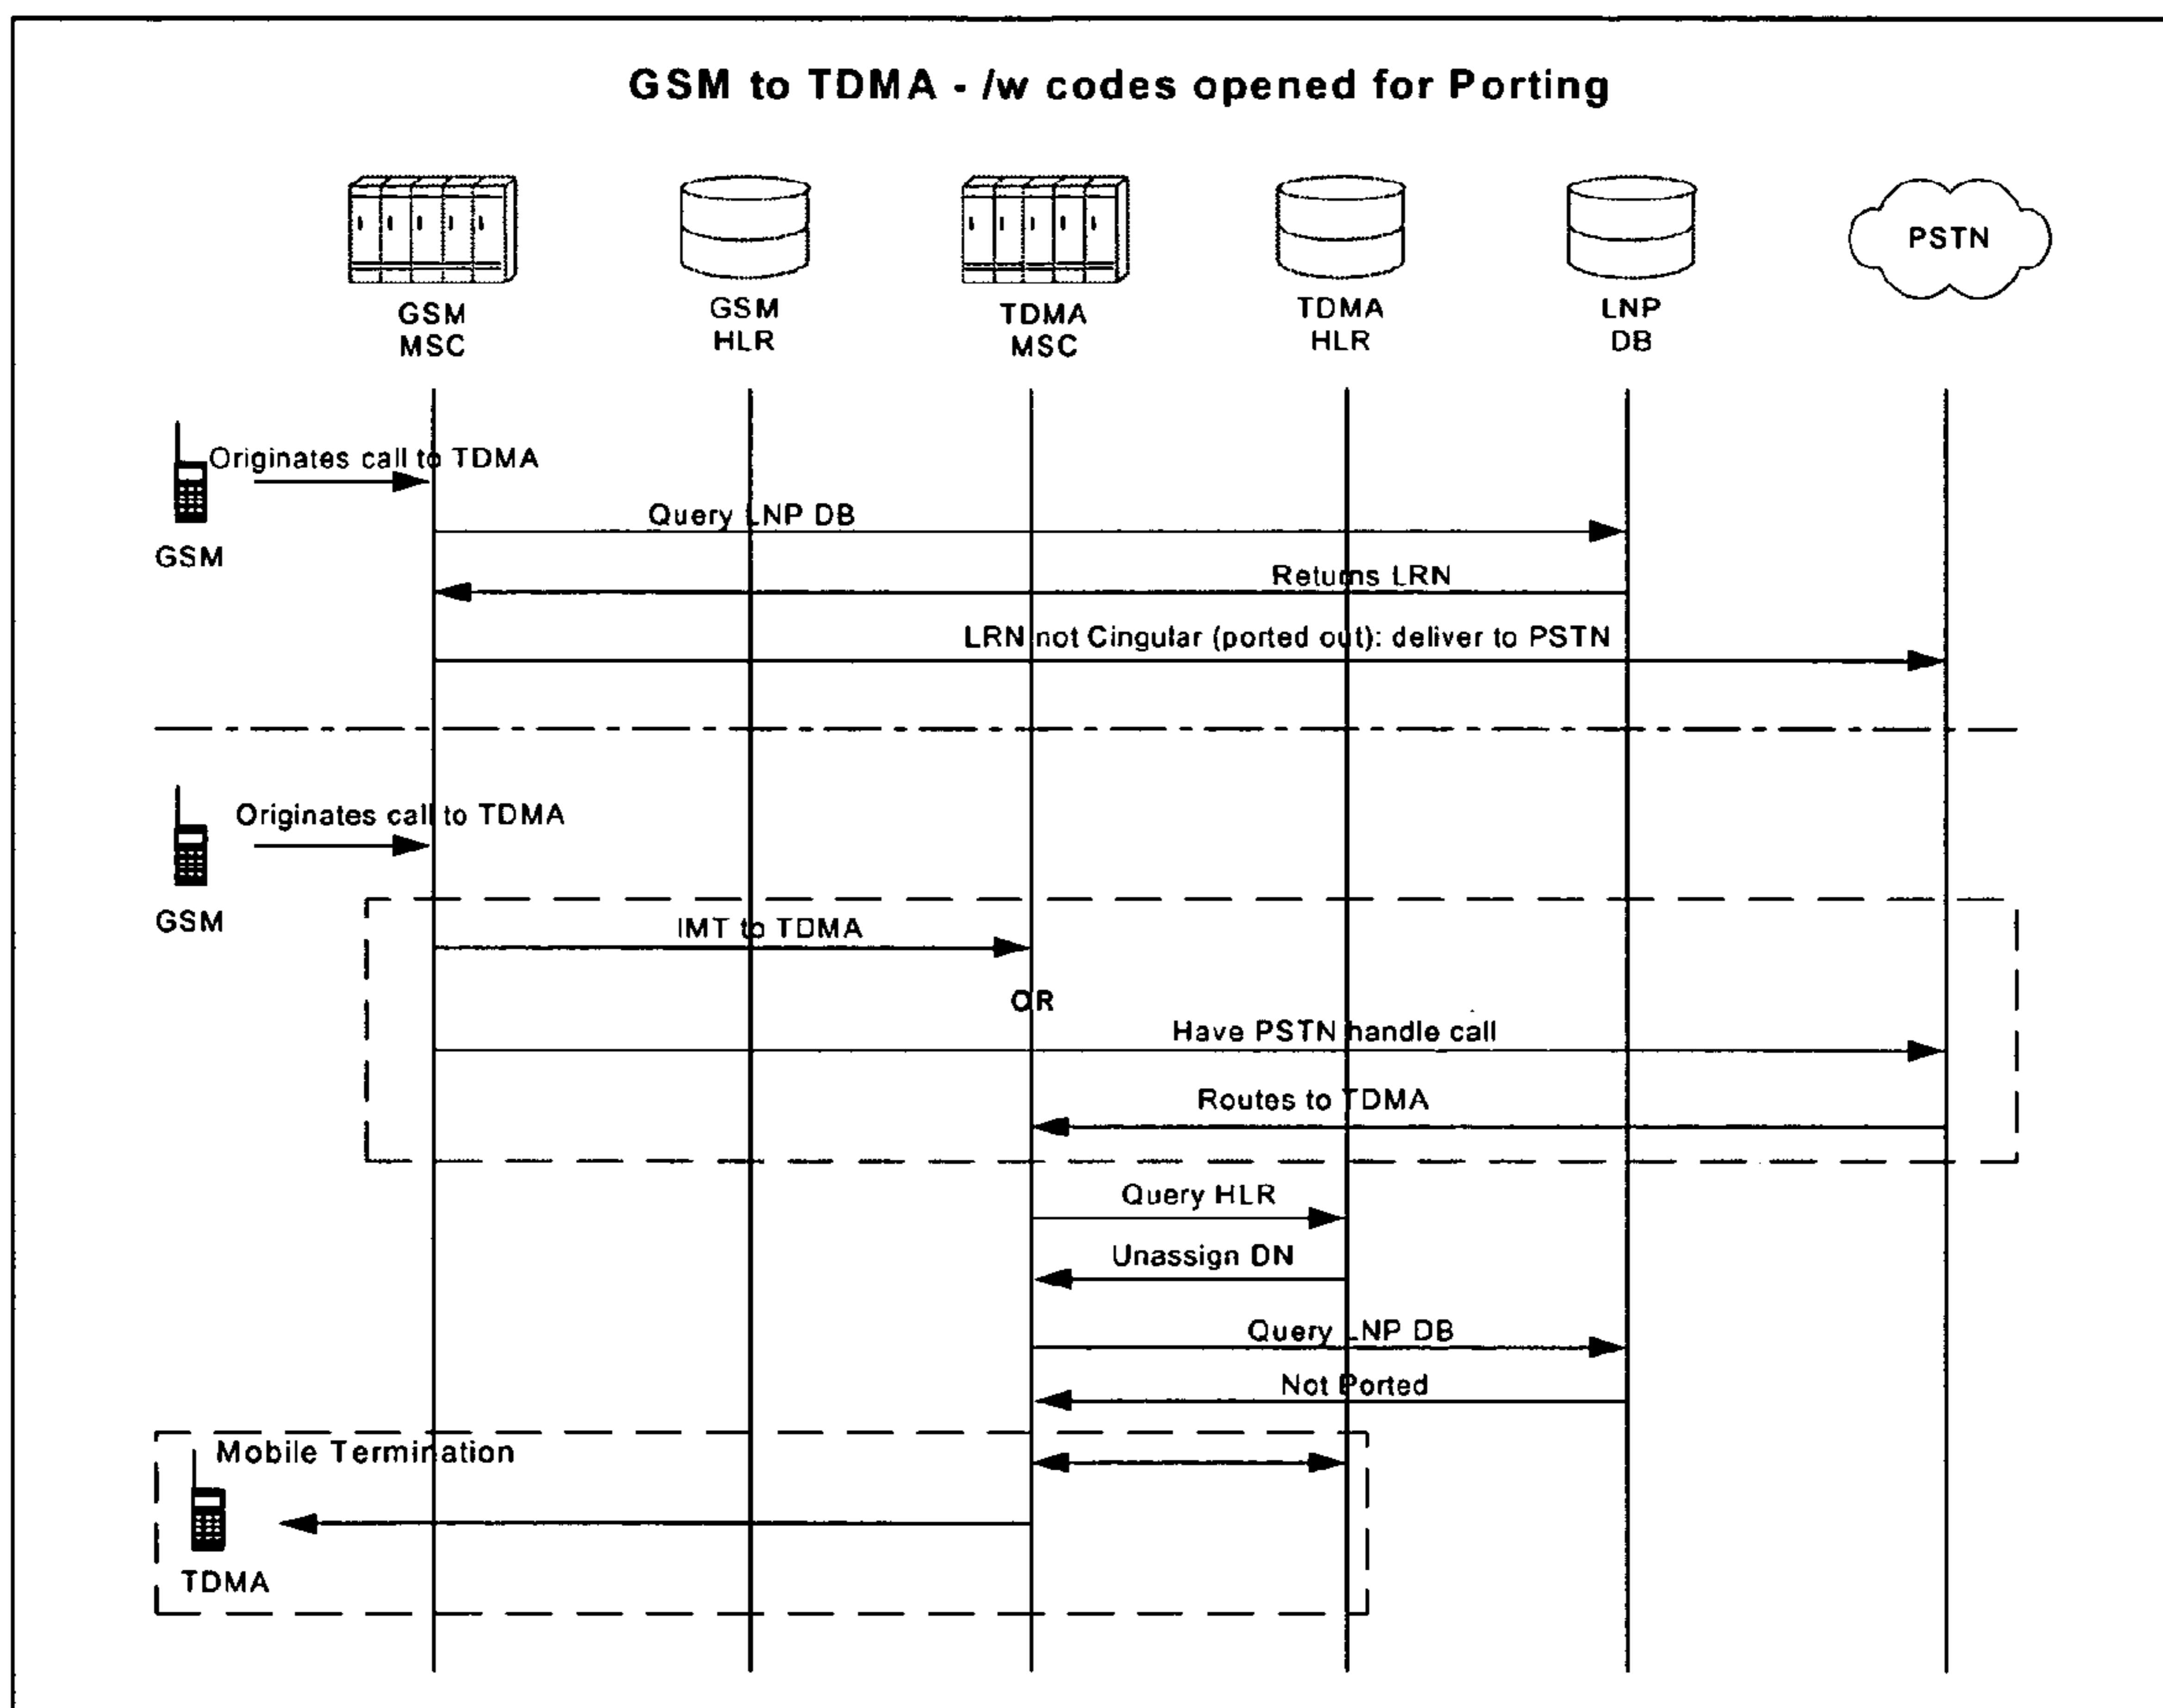 GSM to TDMA - /w codes opened for Porting
GSM
MSC
GSM
HLR
TDMA
MSC
TDMA
HLR
LNP
DB
PSTN
Originates call to TDMA
GSM
Query LNP DB
Returns LRN
LRN not Cingular (ported out): deliver to PSTN
Originates call to TDMA
GSM
IMT to TDMA
OR
Have PSTN handle call
Routes to TDMA
Query HLR
Unassign DN
Query LNP DB
Not Ported
Mobile Termination
TDMA